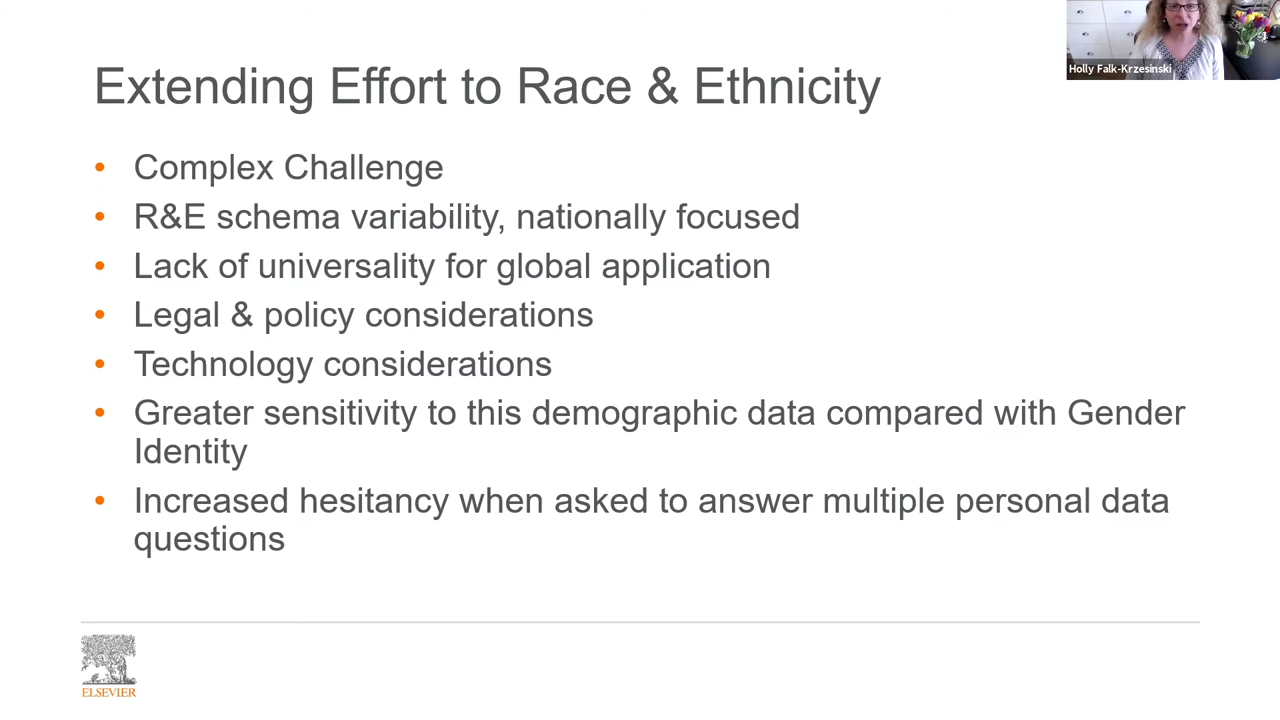 Holly Falk-Krzesinski
Extending Effort to Race & Ethnicity
• Complex Challenge
• R&E schema variability, nationally focused
• Lack of universality for global application
• Legal & policy considerations
• Technology considerations
• Greater sensitivity to this demographic data compared with Gender
Identity
• Increased hesitancy when asked to answer multiple personal data
questions
ELSEVIER